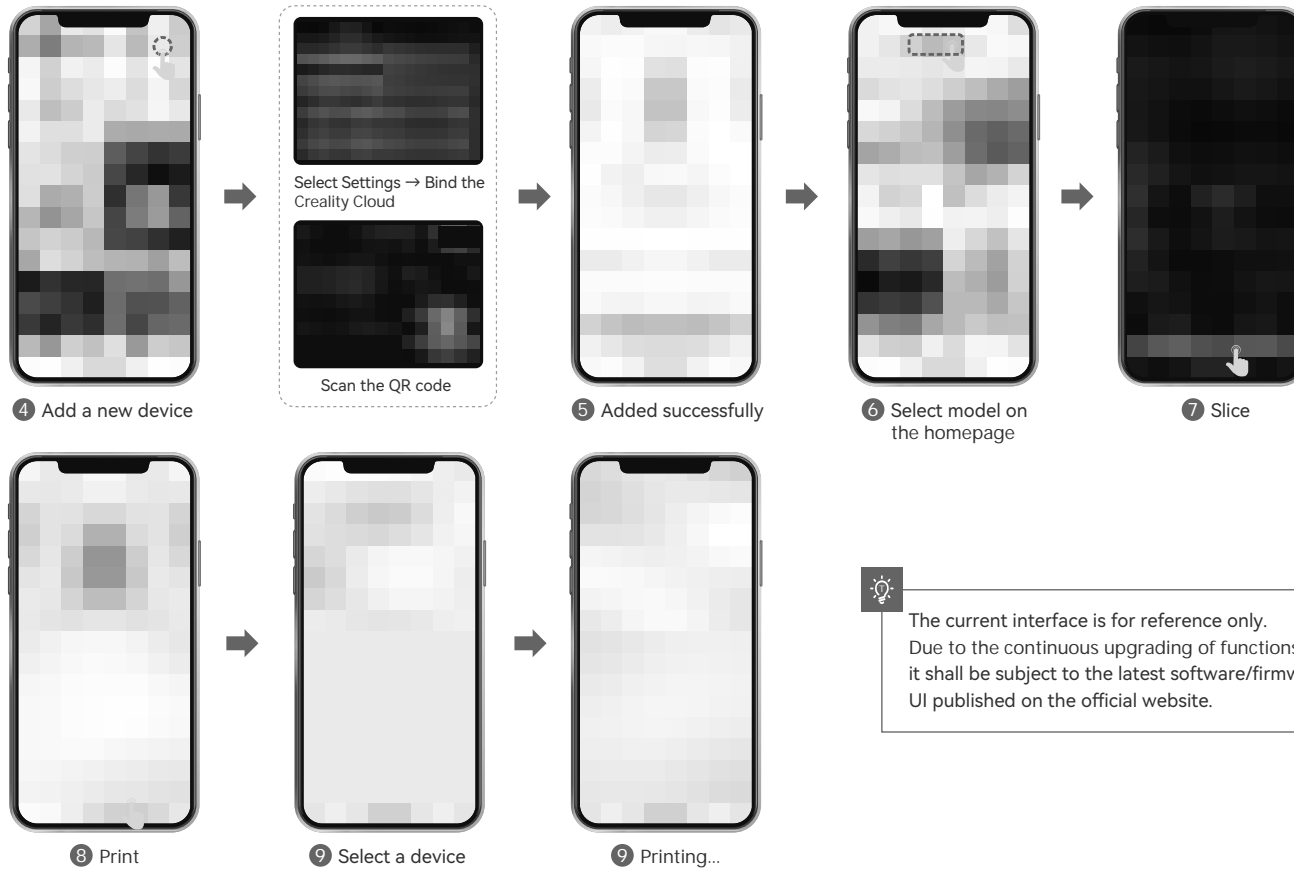 Select Settings → Bind the
Creality Cloud
Scan the QR code
4 Add a new device
5 Added successfully
6 Select model on
the homepage
7 Slice
The current interface is for reference only.
Due to the continuous upgrading of functions
it shall be subject to the latest software/firmw
UI published on the official website.
8 Print
9 Select a device
9 Printing...